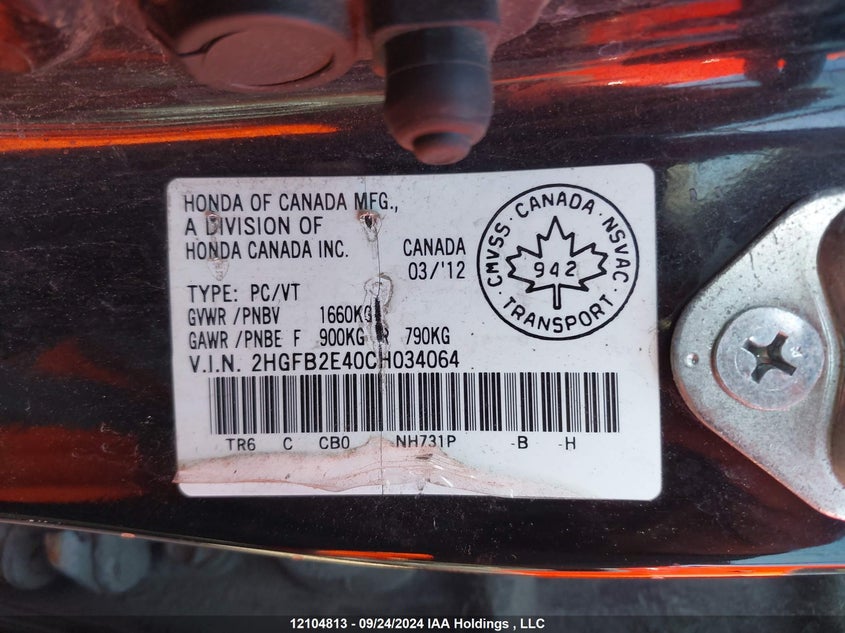 HONDA OF CANADA MFG.,
A DIVISION OF
HONDA CANADA INC.
CANADA
03/'12
TYPE: PC/VT
GVWR /PNBV 1660KG
GAWR /PNBE F 900KG R 790KG
V.I.N. 2HGFB2E40CH034064
TR6 C CB0 NH731P -B -H
CMVSS · CANADA · NSVAC · TRANSPORT ·
942
12104813 - 09/24/2024 IAA Holdings , LLC